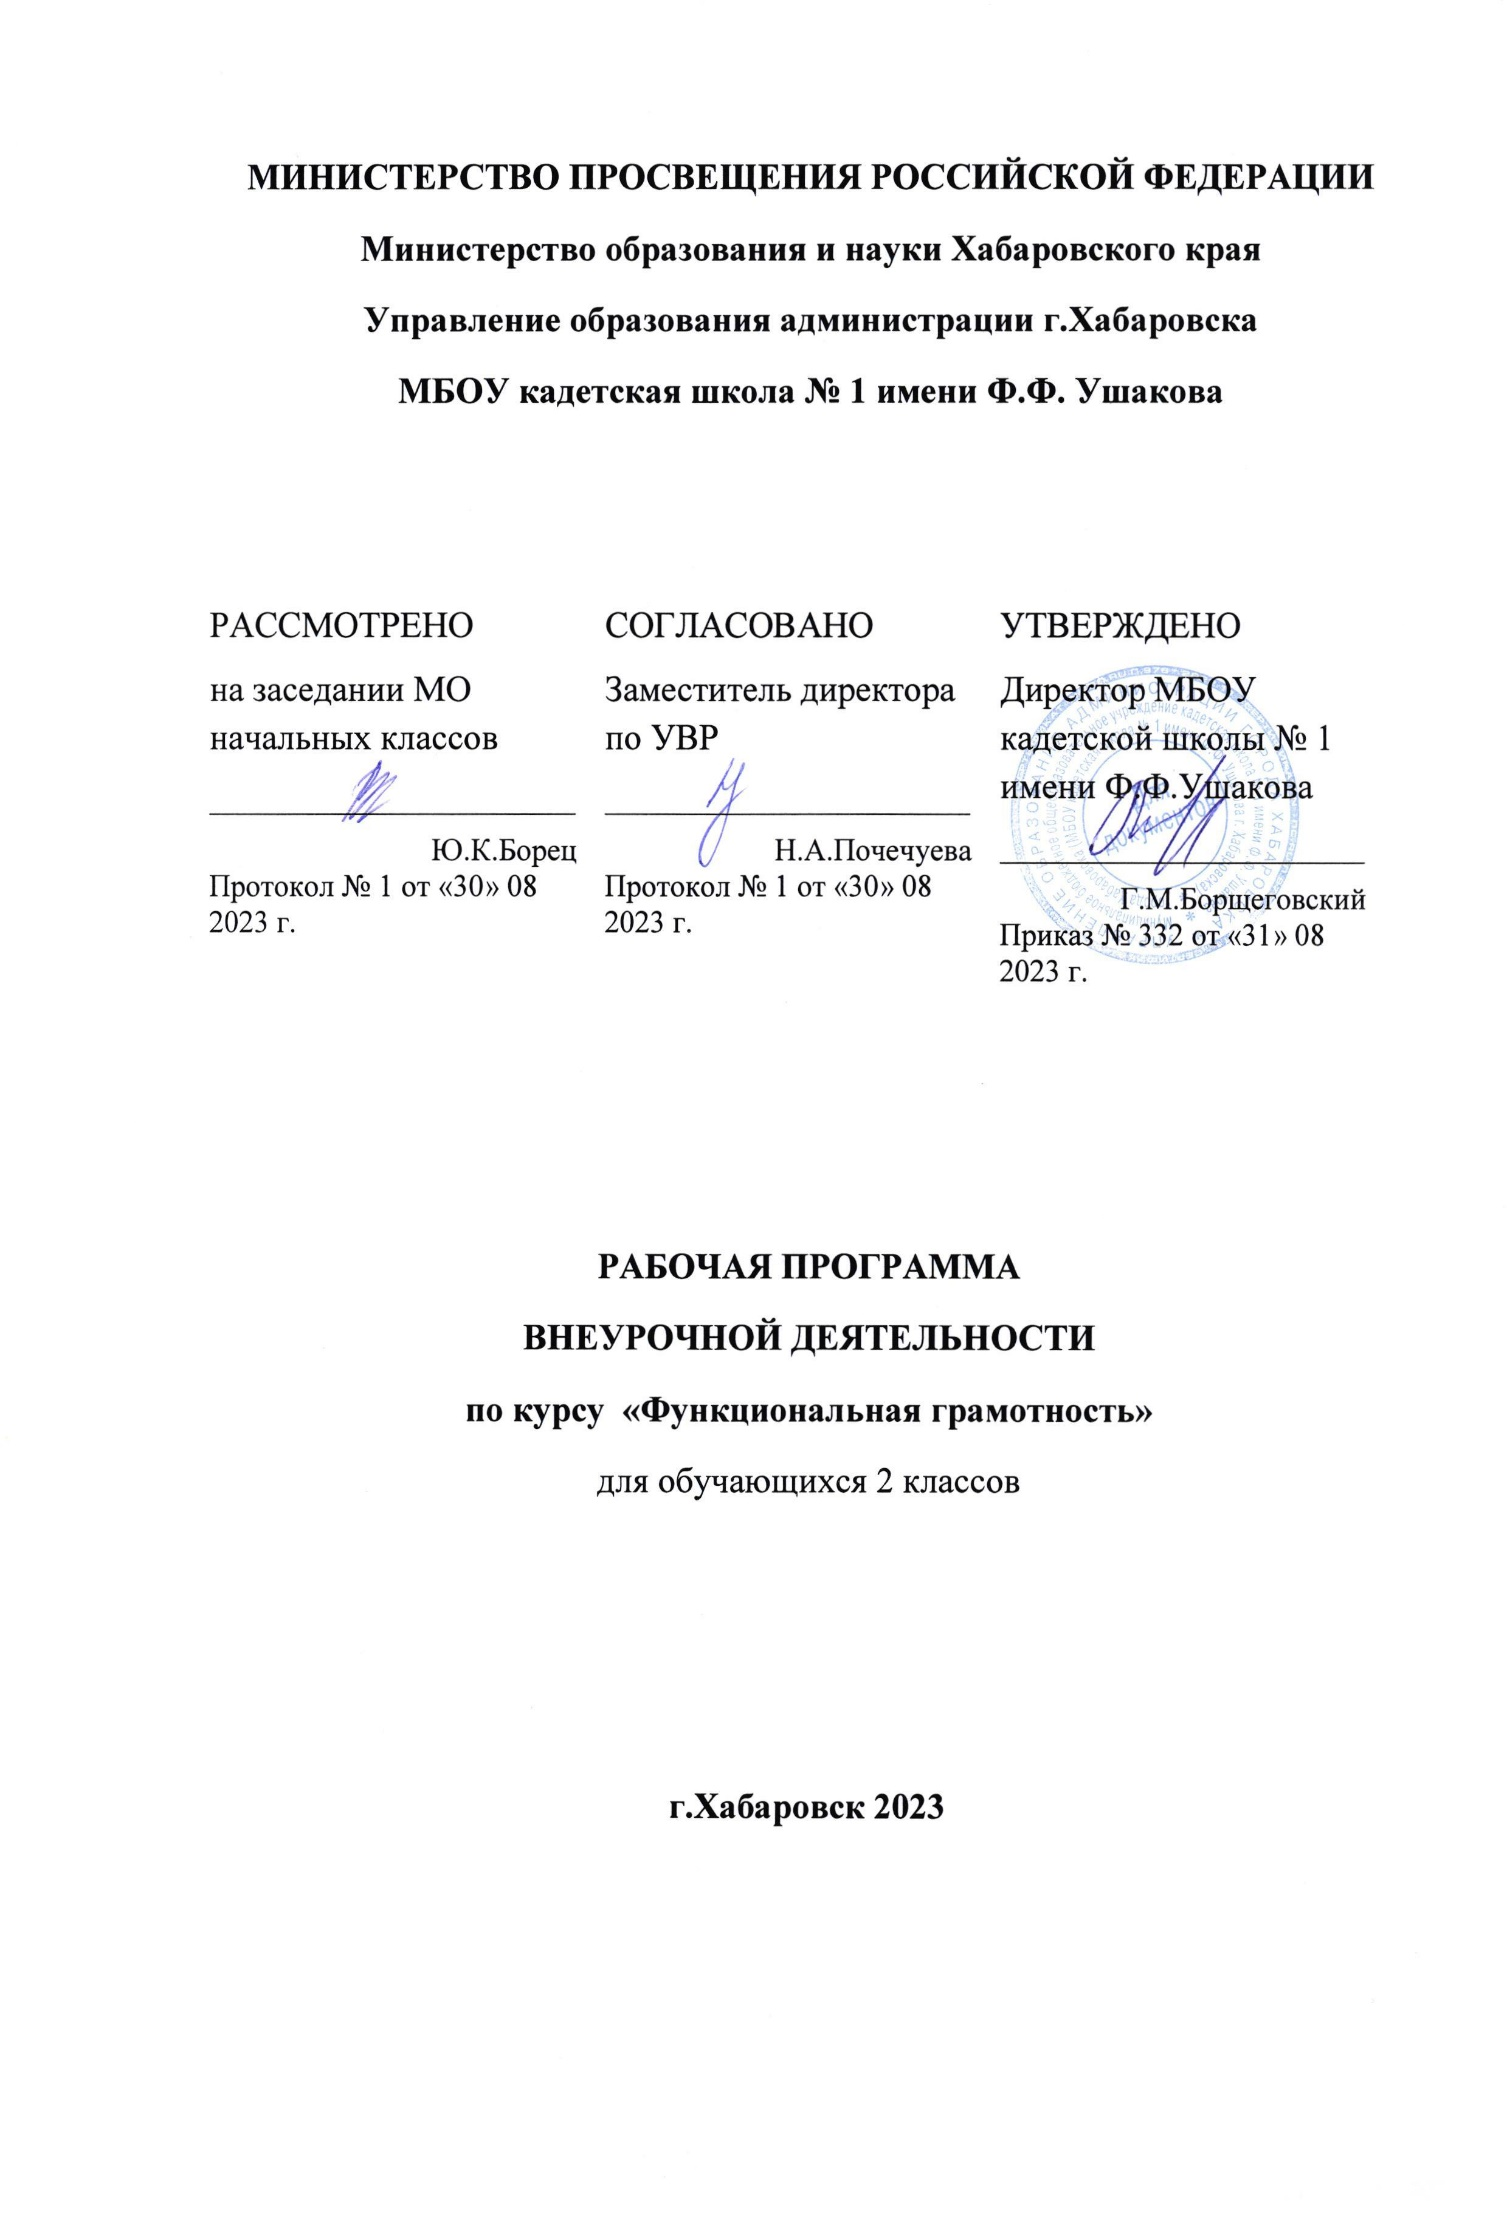 МИНИСТЕРСТВО ПРОСВЕЩЕНИЯ РОССИЙСКОЙ ФЕДЕРАЦИИ
Министерство образования и науки Хабаровского края
Управление образования администрации г.Хабаровска
МБОУ кадетская школа № 1 имени Ф.Ф. Ушакова
РАССМОТРЕНО
на заседании МО
начальных классов
Ю.К.Борец
Протокол № 1 от «30» 08
2023 г.
СОГЛАСОВАНО
Заместитель директора
по УВР
Н.А.Почечуева
Протокол № 1 от «30» 08
2023 г.
УТВЕРЖДЕНО
Директор МБОУ
кадетской школы № 1
имени Ф.Ф.Ушакова
Г.М.Борщеговский
Приказ № 332 от «31» 08
2023 г.
документов
РАБОЧАЯ ПРОГРАММА
ВНЕУРОЧНОЙ ДЕЯТЕЛЬНОСТИ
по курсу  «Функциональная грамотность»
для обучающихся 2 классов
г.Хабаровск 2023